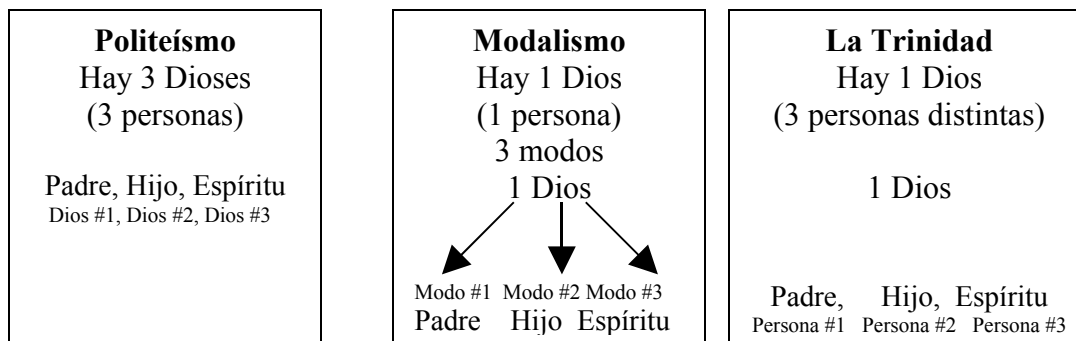 Politeísmo
Hay 3 Dioses
(3 personas)
Padre, Hijo, Espíritu
Dios #1, Dios #2, Dios #3
Modalismo
Hay 1 Dios
(1 persona)
3 modos
1 Dios
Modo #1 Modo #2 Modo #3
Padre Hijo Espíritu
La Trinidad
Hay 1 Dios
(3 personas distintas)
1 Dios
Padre, Hijo, Espíritu
Persona #1 Persona #2 Persona #3